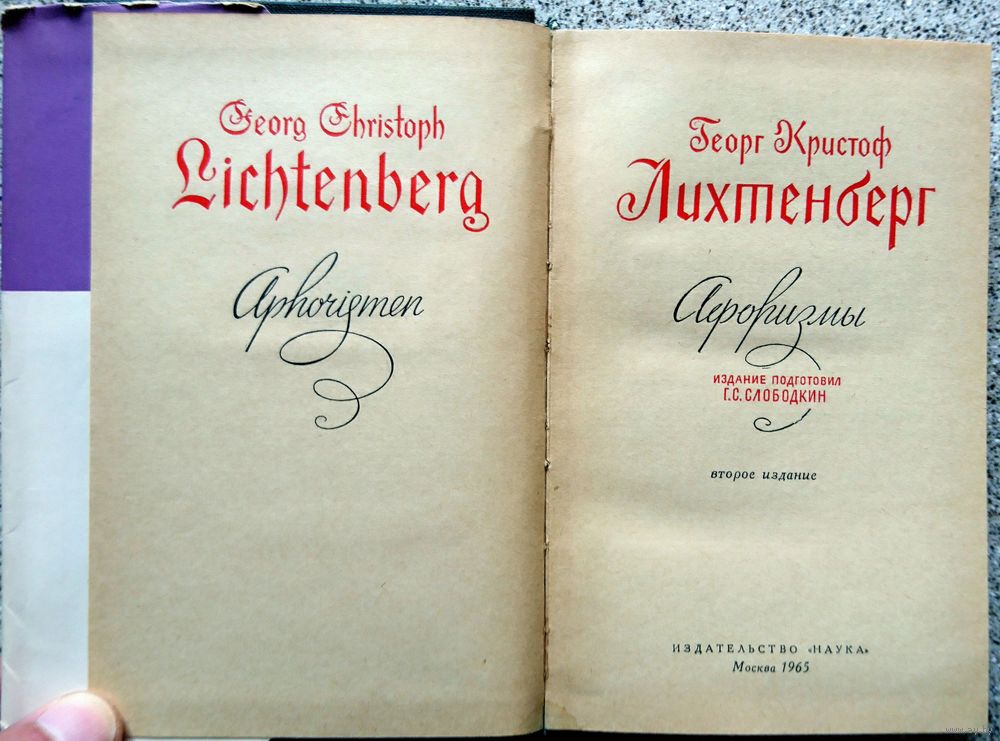 Georg Christoph
Lichtenberg
Aphorismen
Георг Кристоф
Лихтенберг
Афоризмы
ИЗДАНИЕ ПОДГОТОВИЛ
Г.С.СЛОБОДКИН
второе издание
ИЗДАТЕЛЬСТВО «НАУКА»
Москва 1965